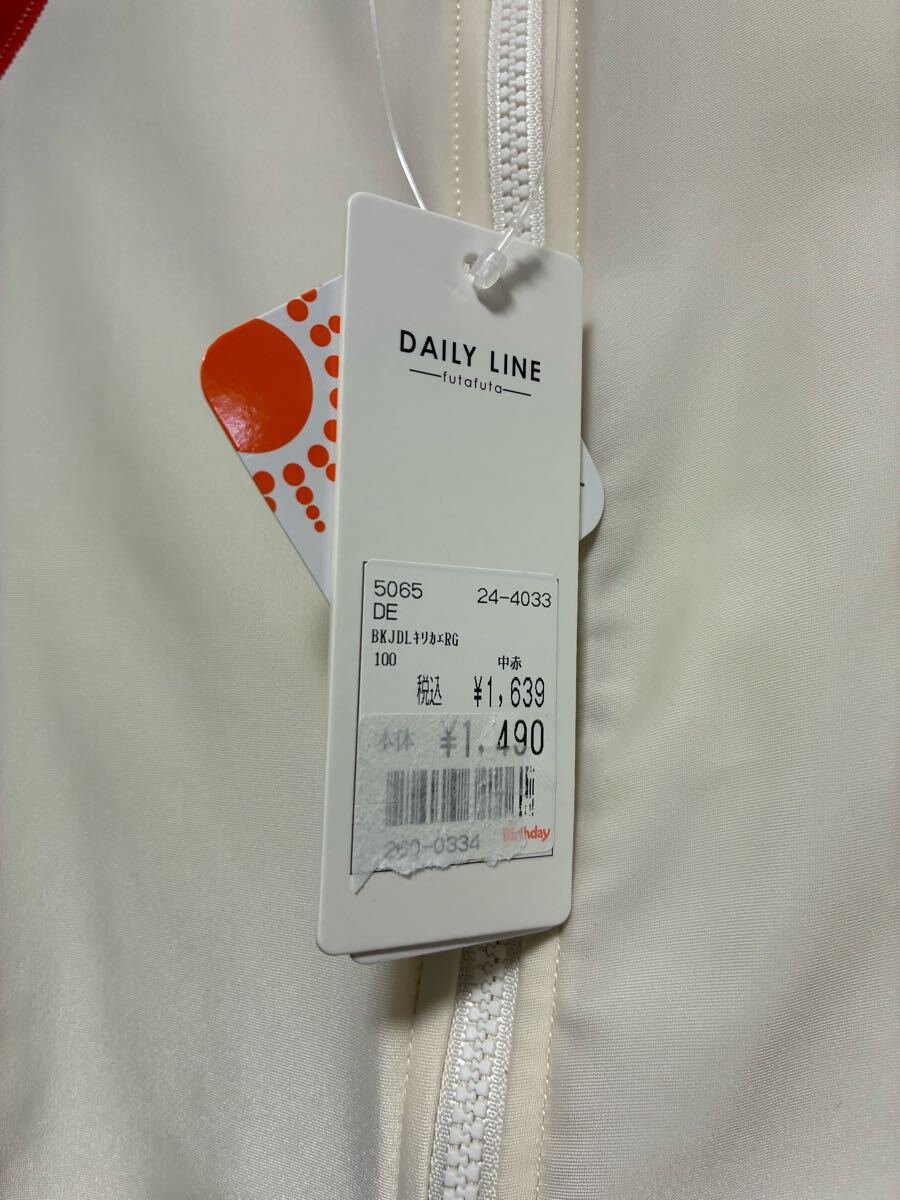 DAILY LINE
futafuta
5065 24-4033
DE
BKJDLキリカエRG
100 中赤
税込 ¥1,639
本体 ¥1,490
260-0334
Birthday